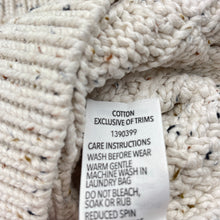 COTTON
EXCLUSIVE OF TRIMS
1390399
CARE INSTRUCTIONS
WASH BEFORE WEAR
WARM GENTLE
MACHINE WASH IN
LAUNDRY BAG
DO NOT BLEACH,
SOAK OR RUB
REDUCED SPIN